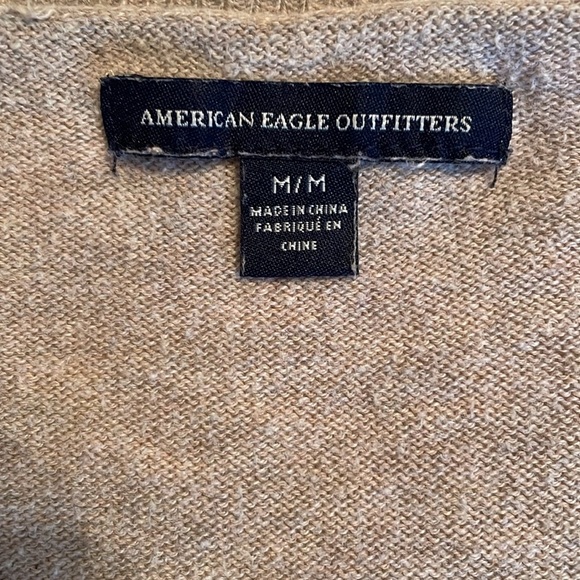 AMERICAN EAGLE OUTFITTERS
M/M
MADE IN CHINA
FABRIQUÉ EN
CHINE